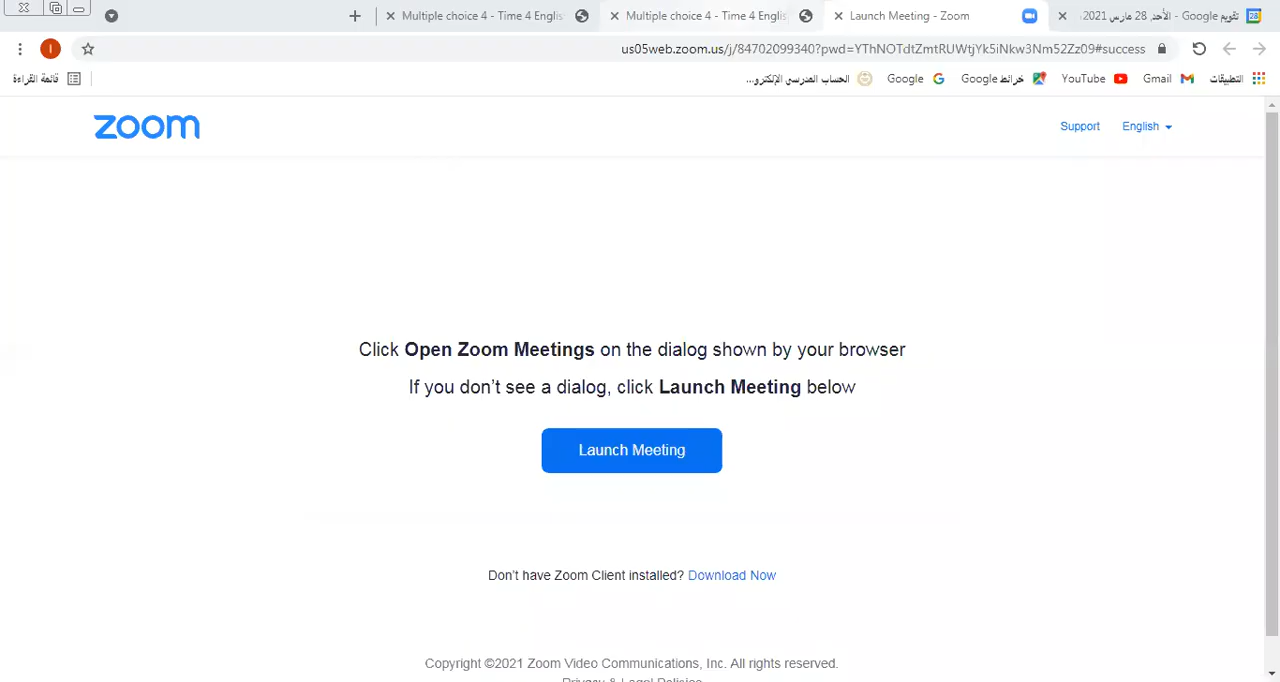 تقويم Google - الأحد, 28 مارس 2021
Launch Meeting - Zoom
Multiple choice 4 - Time 4 Englis
Multiple choice 4 - Time 4 Englis
us05web.zoom.us/j/84702099340?pwd=YThNOTdtZmtRUWtjYk5iNkw3Nm52Zz09#success
I
التطبيقات
Gmail
YouTube
خرائط Google
Google
الحساب المدرسي الإلكترو...
قائمة القراءة
zoom
Support
English
Click Open Zoom Meetings on the dialog shown by your browser
If you don’t see a dialog, click Launch Meeting below
Launch Meeting
Don’t have Zoom Client installed? Download Now
Copyright ©2021 Zoom Video Communications, Inc. All rights reserved.
Privacy & Legal Policies